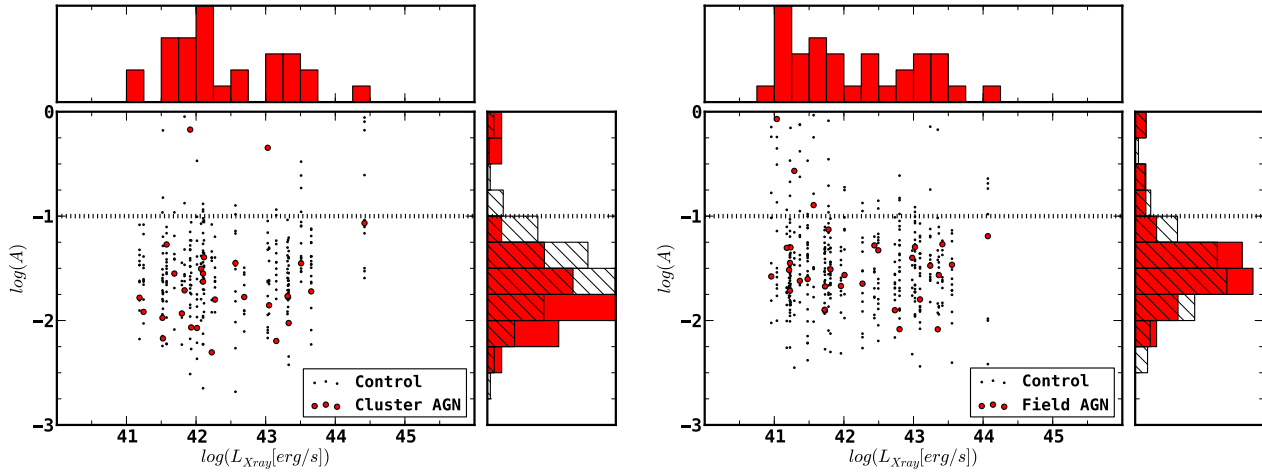 0
−1
−2
−3
log(A)
41 42 43 44 45
log(L_Xray[erg/s])
Control
Cluster AGN
0
−1
−2
−3
log(A)
41 42 43 44 45
log(L_Xray[erg/s])
Control
Field AGN